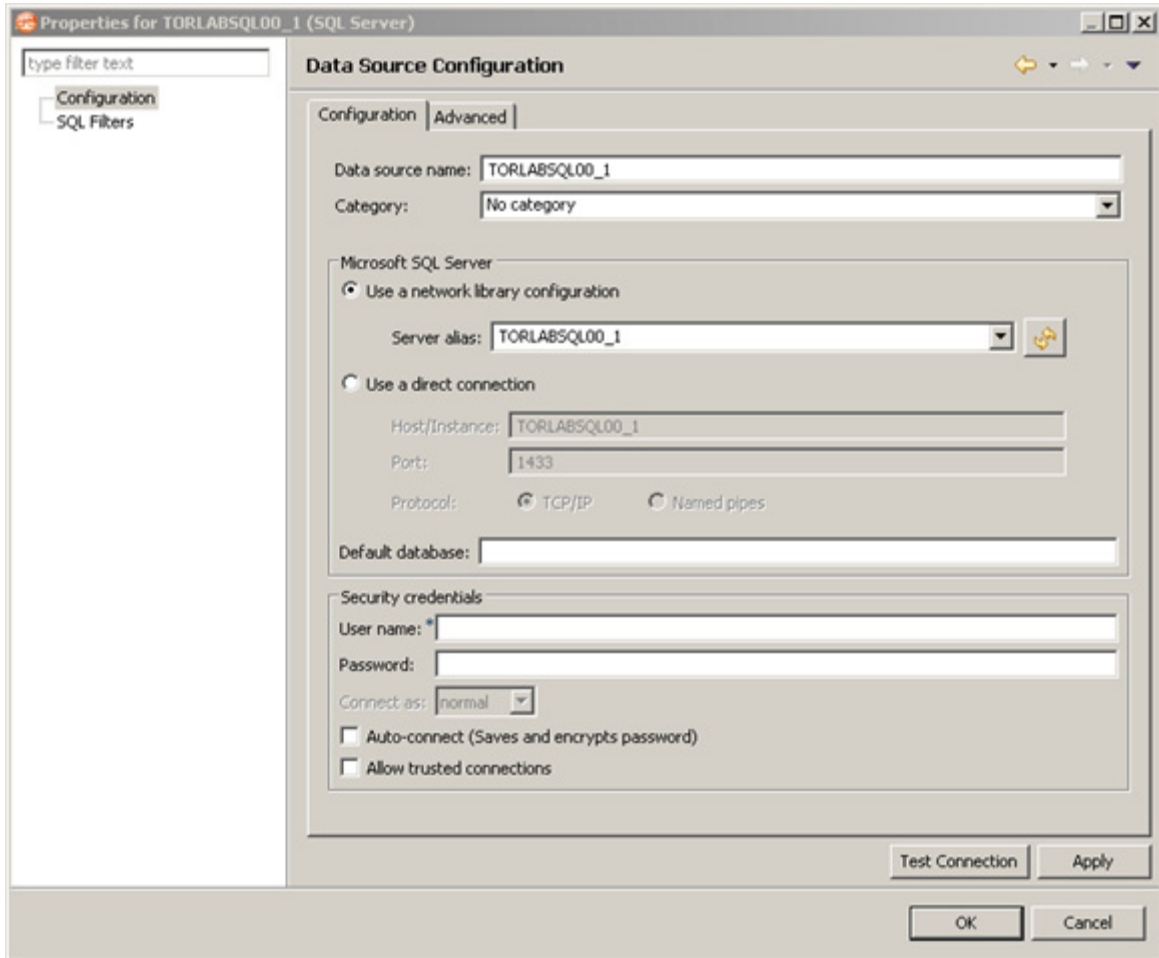 Properties for TORLABSQL00_1 (SQL Server)
type filter text
Configuration
SQL Filters
Data Source Configuration
Configuration Advanced
Data source name: TORLABSQL00_1
Category: No category
Microsoft SQL Server
Use a network library configuration
Server alias: TORLABSQL00_1
Use a direct connection
Host/Instance: TORLABSQL00_1
Port: 1433
Protocol: TCP/IP Named pipes
Default database:
Security credentials
User name: *
Password:
Connect as: normal
Auto-connect (Saves and encrypts password)
Allow trusted connections
Test Connection Apply
OK Cancel